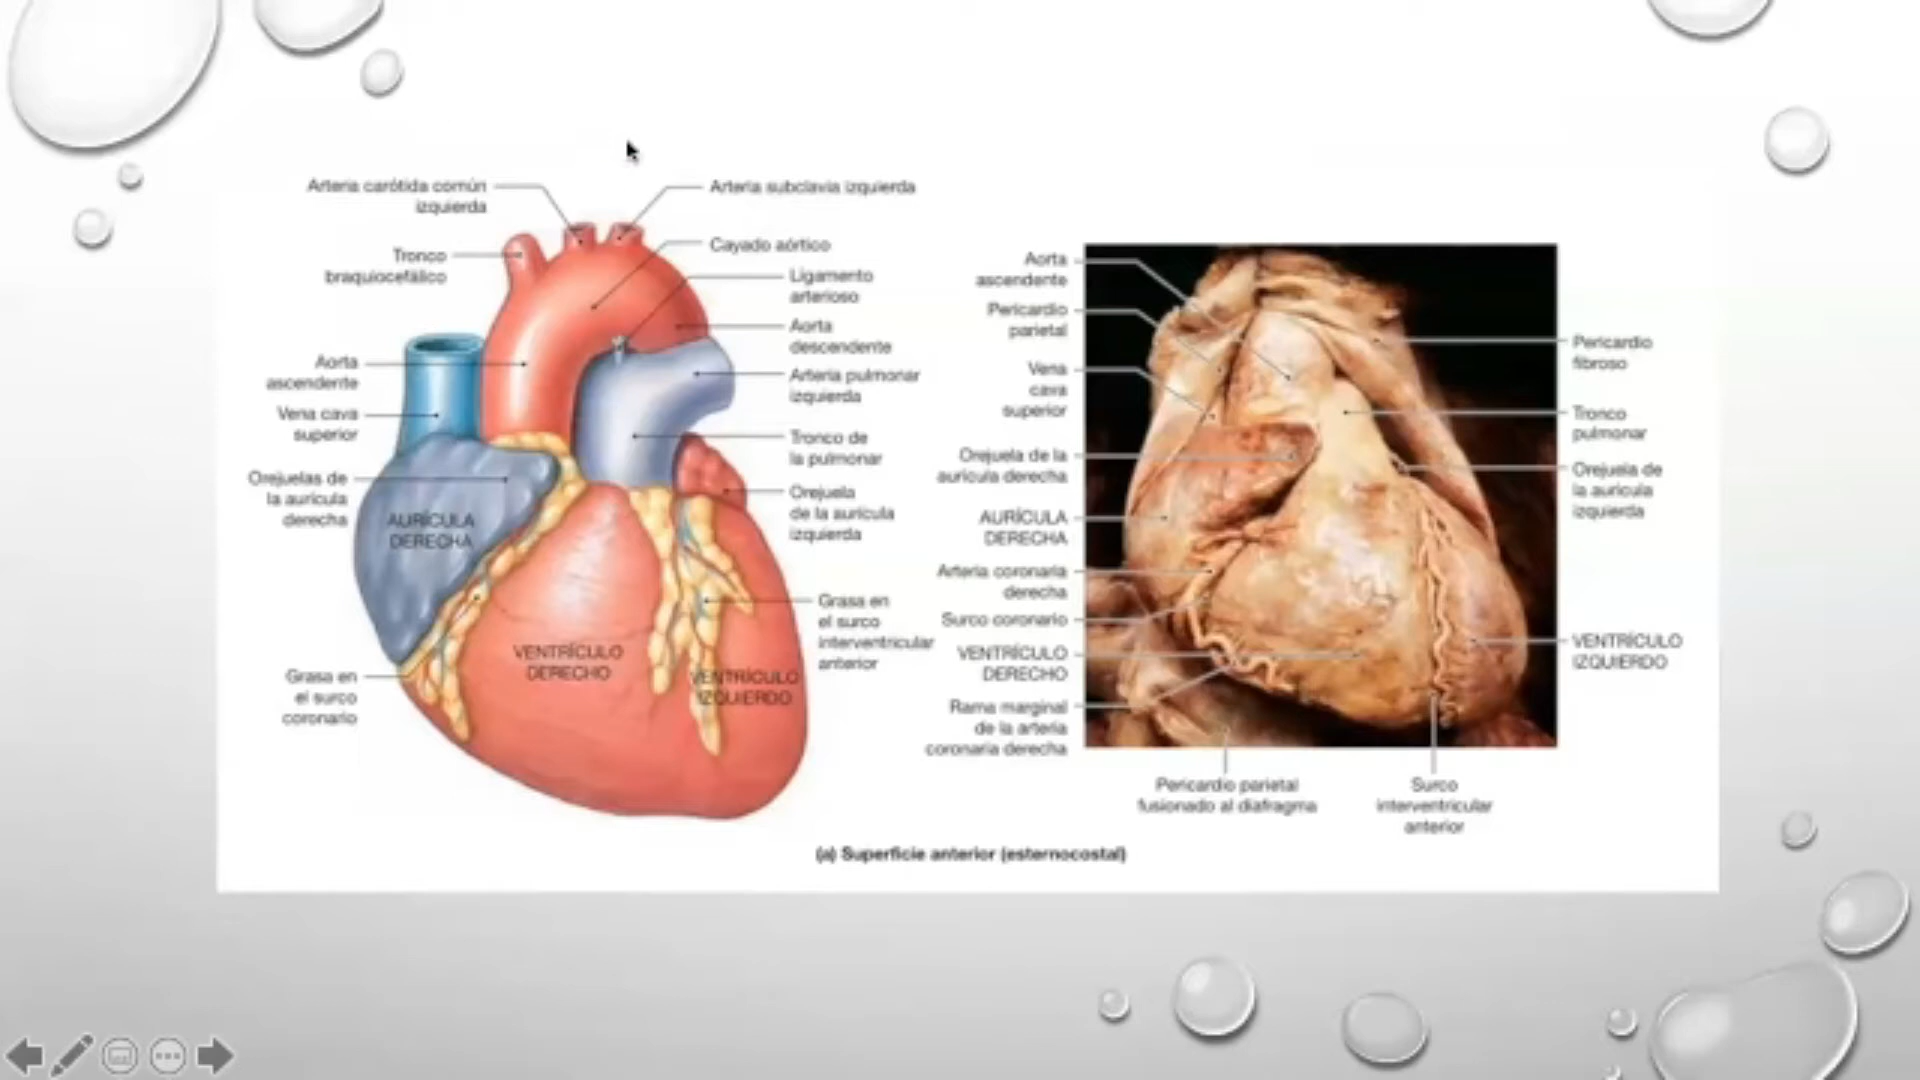 Arteria carótida común
izquierda
Tronco
braquiocefálico
Aorta
ascendente
Vena cava
superior
Orejuelas de
la aurícula
derecha
AURÍCULA
DERECHA
Grasa en
el surco
coronario
VENTRÍCULO
DERECHO
VENTRÍCULO
IZQUIERDO
Arteria subclavia izquierda
Cayado aórtico
Ligamento
arterioso
Aorta
descendente
Arteria pulmonar
izquierda
Tronco de
la pulmonar
Orejuela
de la aurícula
izquierda
Grasa en
el surco
interventricular
anterior
Aorta
ascendente
Pericardio
parietal
Vena
cava
superior
Orejuela de la
aurícula derecha
AURÍCULA
DERECHA
Arteria coronaria
derecha
Surco coronario
VENTRÍCULO
DERECHO
Rama marginal
de la arteria
coronaria derecha
Pericardio
fibroso
Tronco
pulmonar
Orejuela de
la aurícula
izquierda
VENTRÍCULO
IZQUIERDO
Pericardio parietal
fusionado al diafragma
Surco
interventricular
anterior
(a) Superficie anterior (esternocostal)